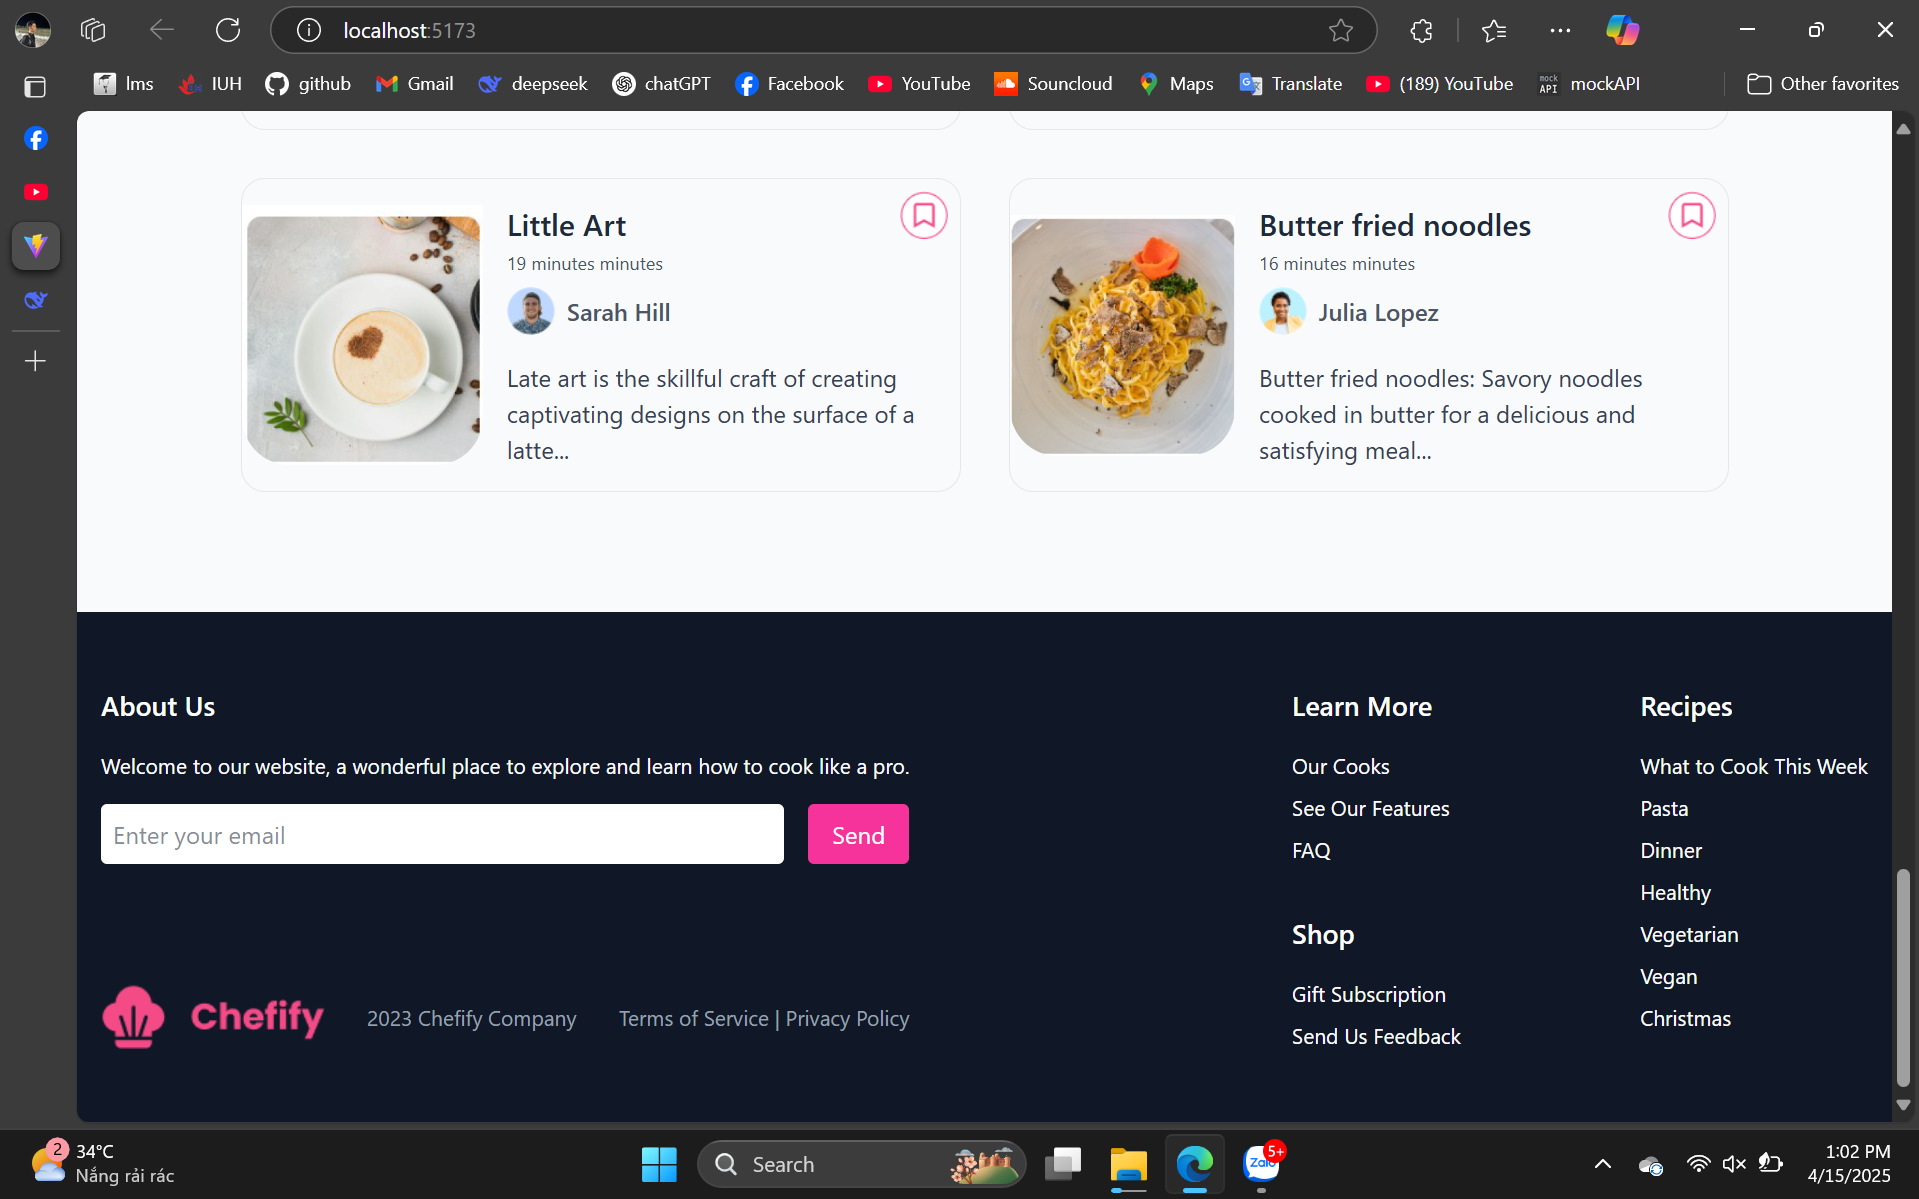 localhost:5173
lms
IUH
github
Gmail
deepseek
chatGPT
Facebook
YouTube
Souncloud
Maps
Translate
(189) YouTube
mock API
mockAPI
Other favorites
Little Art
19 minutes minutes
Sarah Hill
Late art is the skillful craft of creating
captivating designs on the surface of a
latte...
Butter fried noodles
16 minutes minutes
Julia Lopez
Butter fried noodles: Savory noodles
cooked in butter for a delicious and
satisfying meal...
About Us
Welcome to our website, a wonderful place to explore and learn how to cook like a pro.
Enter your email
Send
Chefify
2023 Chefify Company
Terms of Service | Privacy Policy
Learn More
Our Cooks
See Our Features
FAQ
Shop
Gift Subscription
Send Us Feedback
Recipes
What to Cook This Week
Pasta
Dinner
Healthy
Vegetarian
Vegan
Christmas
2
34°C
Nắng rải rác
Search
Zalo
5+
1:02 PM
4/15/2025